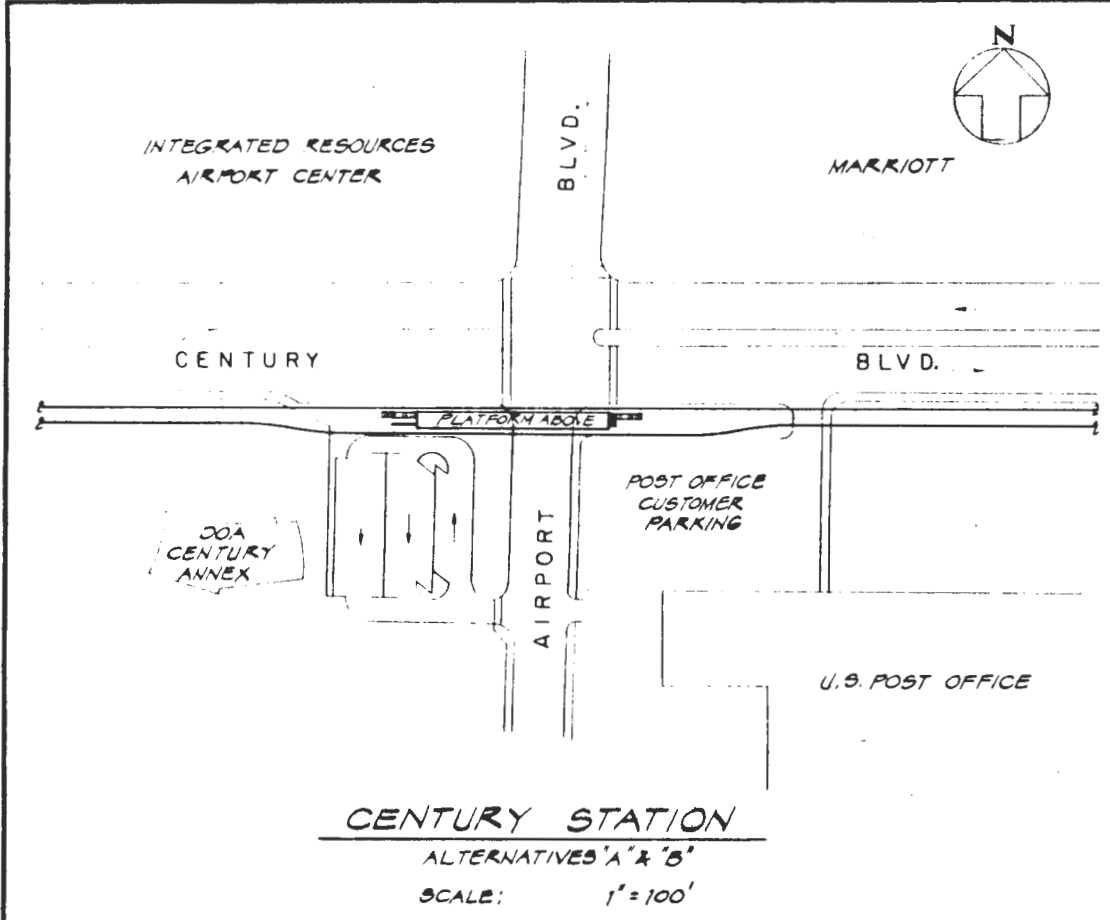 N
INTEGRATED RESOURCES
AIRPORT CENTER
BLVD.
MARRIOTT
CENTURY
BLVD.
PLATFORM ABOVE
POST OFFICE
CUSTOMER
PARKING
DOA
CENTURY
ANNEX
AIRPORT
U.S. POST OFFICE
CENTURY STATION
ALTERNATIVES "A" & "B"
SCALE: 1" = 100'